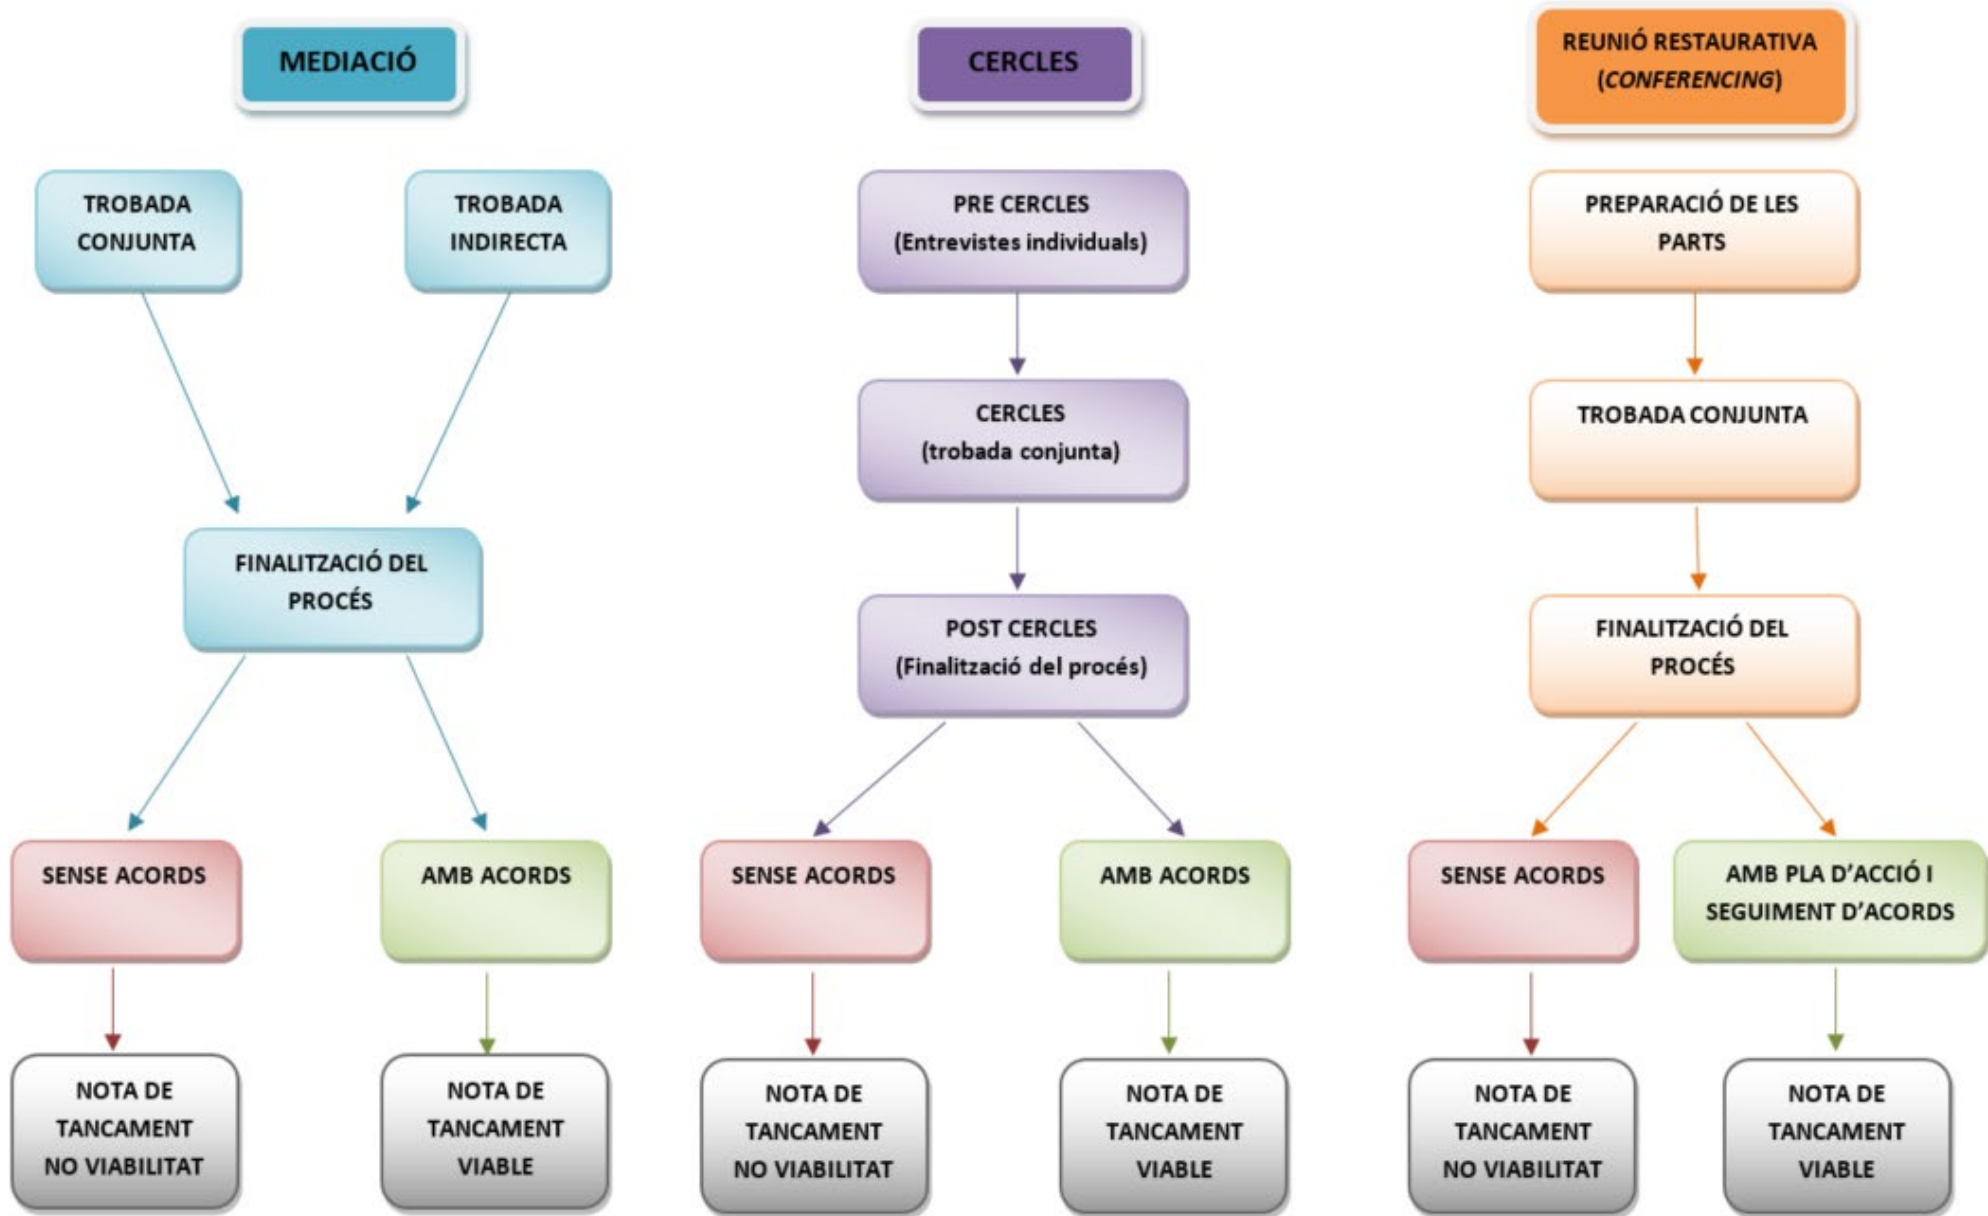 MEDIACIÓ
TROBADA
CONJUNTA
TROBADA
INDIRECTA
FINALITZACIÓ DEL
PROCÉS
SENSE ACORDS
AMB ACORDS
NOTA DE
TANCAMENT
NO VIABILITAT
NOTA DE
TANCAMENT
VIABLE
CERCLES
PRE CERCLES
(Entrevistes individuals)
CERCLES
(trobada conjunta)
POST CERCLES
(Finalització del procés)
SENSE ACORDS
AMB ACORDS
NOTA DE
TANCAMENT
NO VIABILITAT
NOTA DE
TANCAMENT
VIABLE
REUNIÓ RESTAURATIVA
(CONFERENCING)
PREPARACIÓ DE LES
PARTS
TROBADA CONJUNTA
FINALITZACIÓ DEL
PROCÉS
SENSE ACORDS
AMB PLA D’ACCIÓ I
SEGUIMENT D’ACORDS
NOTA DE
TANCAMENT
NO VIABILITAT
NOTA DE
TANCAMENT
VIABLE